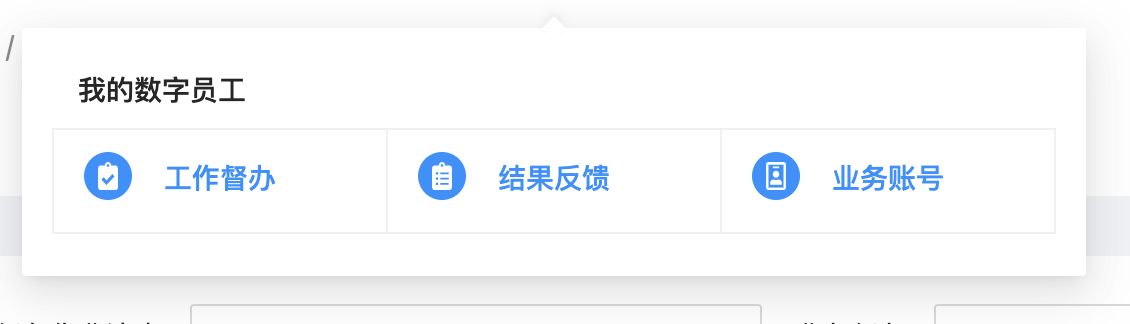 /
我的数字员工
工作督办
结果反馈
业务账号